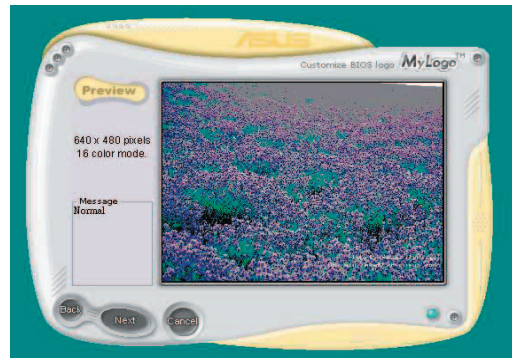 ASUS
Customize BIOS logo MyLogo™
Preview
640 x 480 pixels
16 color mode.
Message
Normal
Back
Next
Cancel